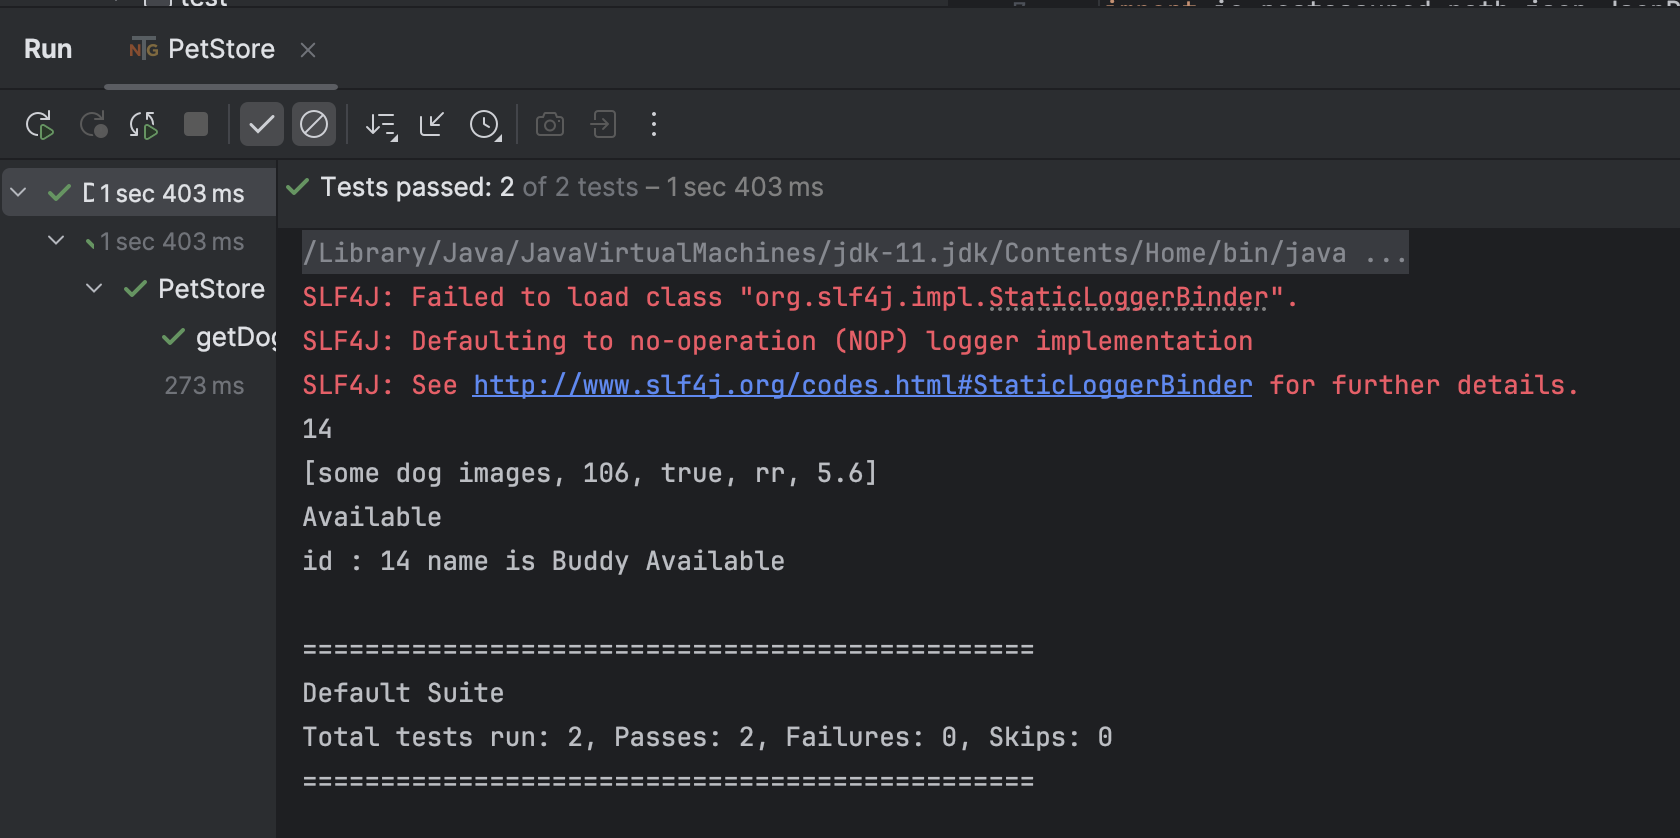 test
Run
PetStore
1 sec 403 ms
Tests passed: 2 of 2 tests – 1 sec 403 ms
1 sec 403 ms
PetStore
getDog
273 ms
/Library/Java/JavaVirtualMachines/jdk-11.jdk/Contents/Home/bin/java ...
SLF4J: Failed to load class "org.slf4j.impl.StaticLoggerBinder".
SLF4J: Defaulting to no-operation (NOP) logger implementation
SLF4J: See http://www.slf4j.org/codes.html#StaticLoggerBinder for further details.
14
[some dog images, 106, true, rr, 5.6]
Available
id : 14 name is Buddy Available
===============================================
Default Suite
Total tests run: 2, Passes: 2, Failures: 0, Skips: 0
===============================================